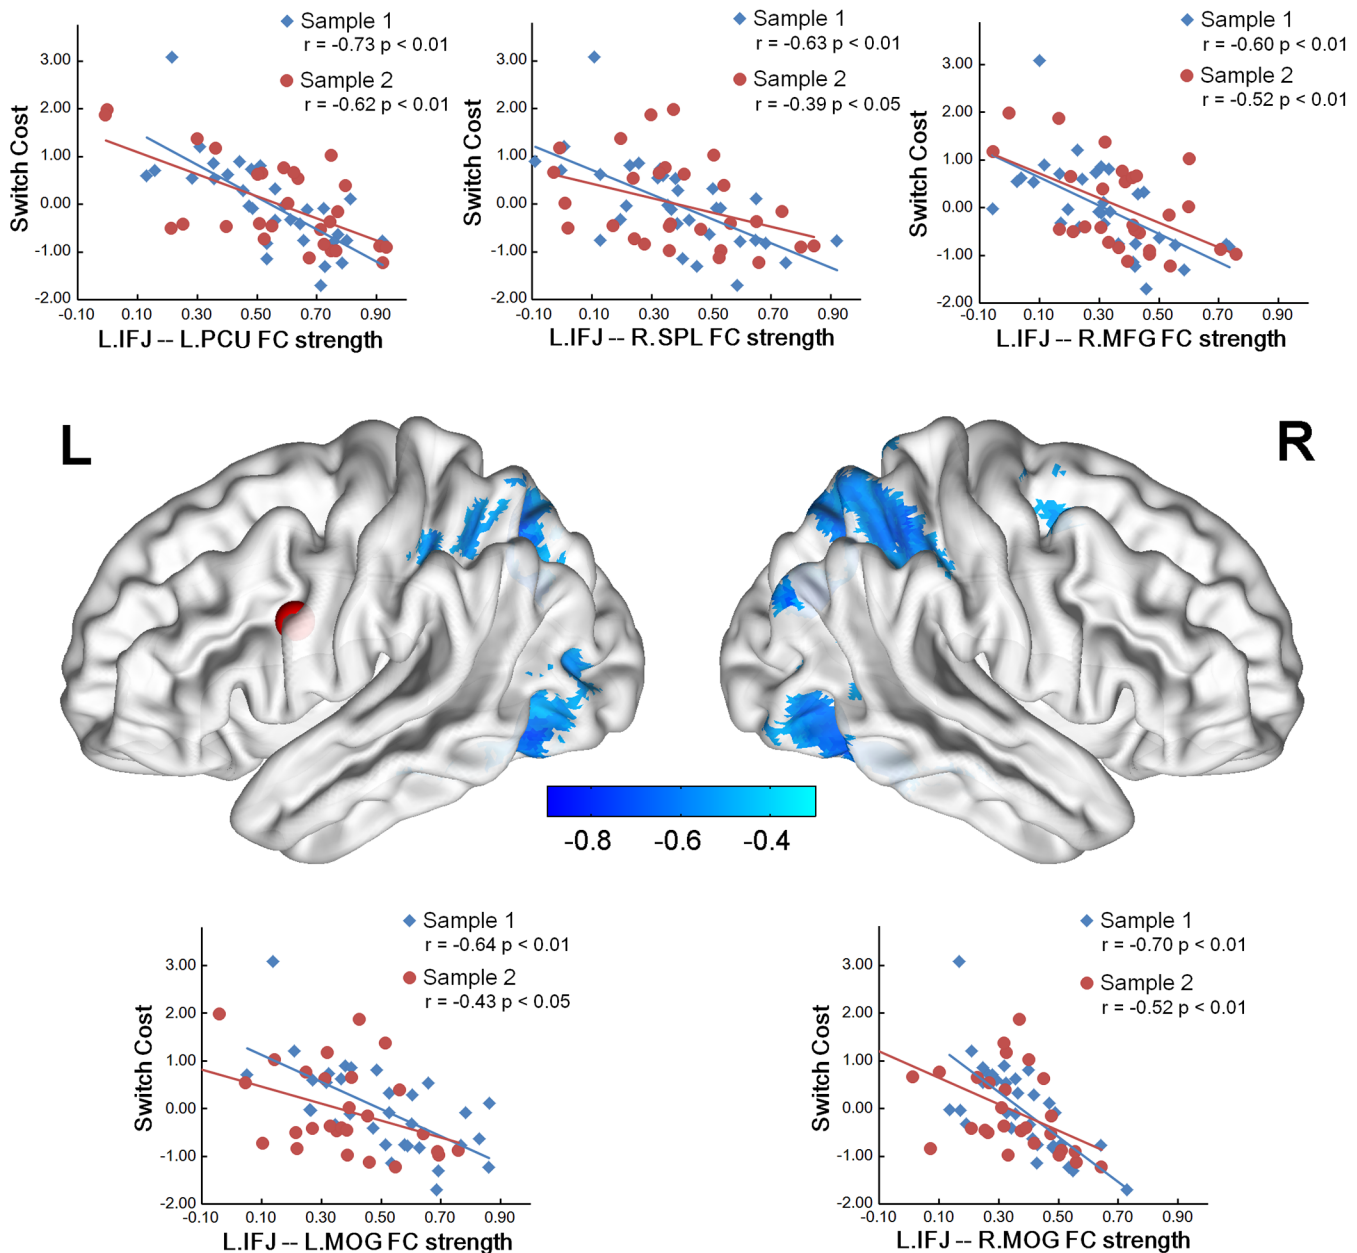 Sample 1
r = -0.73 p < 0.01
Sample 2
r = -0.62 p < 0.01
Switch Cost
3.00
2.00
1.00
0.00
-1.00
-2.00
-0.10 0.10 0.30 0.50 0.70 0.90
L.IFJ -- L.PCU FC strength
Sample 1
r = -0.63 p < 0.01
Sample 2
r = -0.39 p < 0.05
Switch Cost
3.00
2.00
1.00
0.00
-1.00
-2.00
-0.10 0.10 0.30 0.50 0.70 0.90
L.IFJ -- R.SPL FC strength
Sample 1
r = -0.60 p < 0.01
Sample 2
r = -0.52 p < 0.01
Switch Cost
3.00
2.00
1.00
0.00
-1.00
-2.00
-0.10 0.10 0.30 0.50 0.70 0.90
L.IFJ -- R.MFG FC strength
L
R
-0.8 -0.6 -0.4
Sample 1
r = -0.64 p < 0.01
Sample 2
r = -0.43 p < 0.05
Switch Cost
3.00
2.00
1.00
0.00
-1.00
-2.00
-0.10 0.10 0.30 0.50 0.70 0.90
L.IFJ -- L.MOG FC strength
Sample 1
r = -0.70 p < 0.01
Sample 2
r = -0.52 p < 0.01
Switch Cost
3.00
2.00
1.00
0.00
-1.00
-2.00
-0.10 0.10 0.30 0.50 0.70 0.90
L.IFJ -- R.MOG FC strength